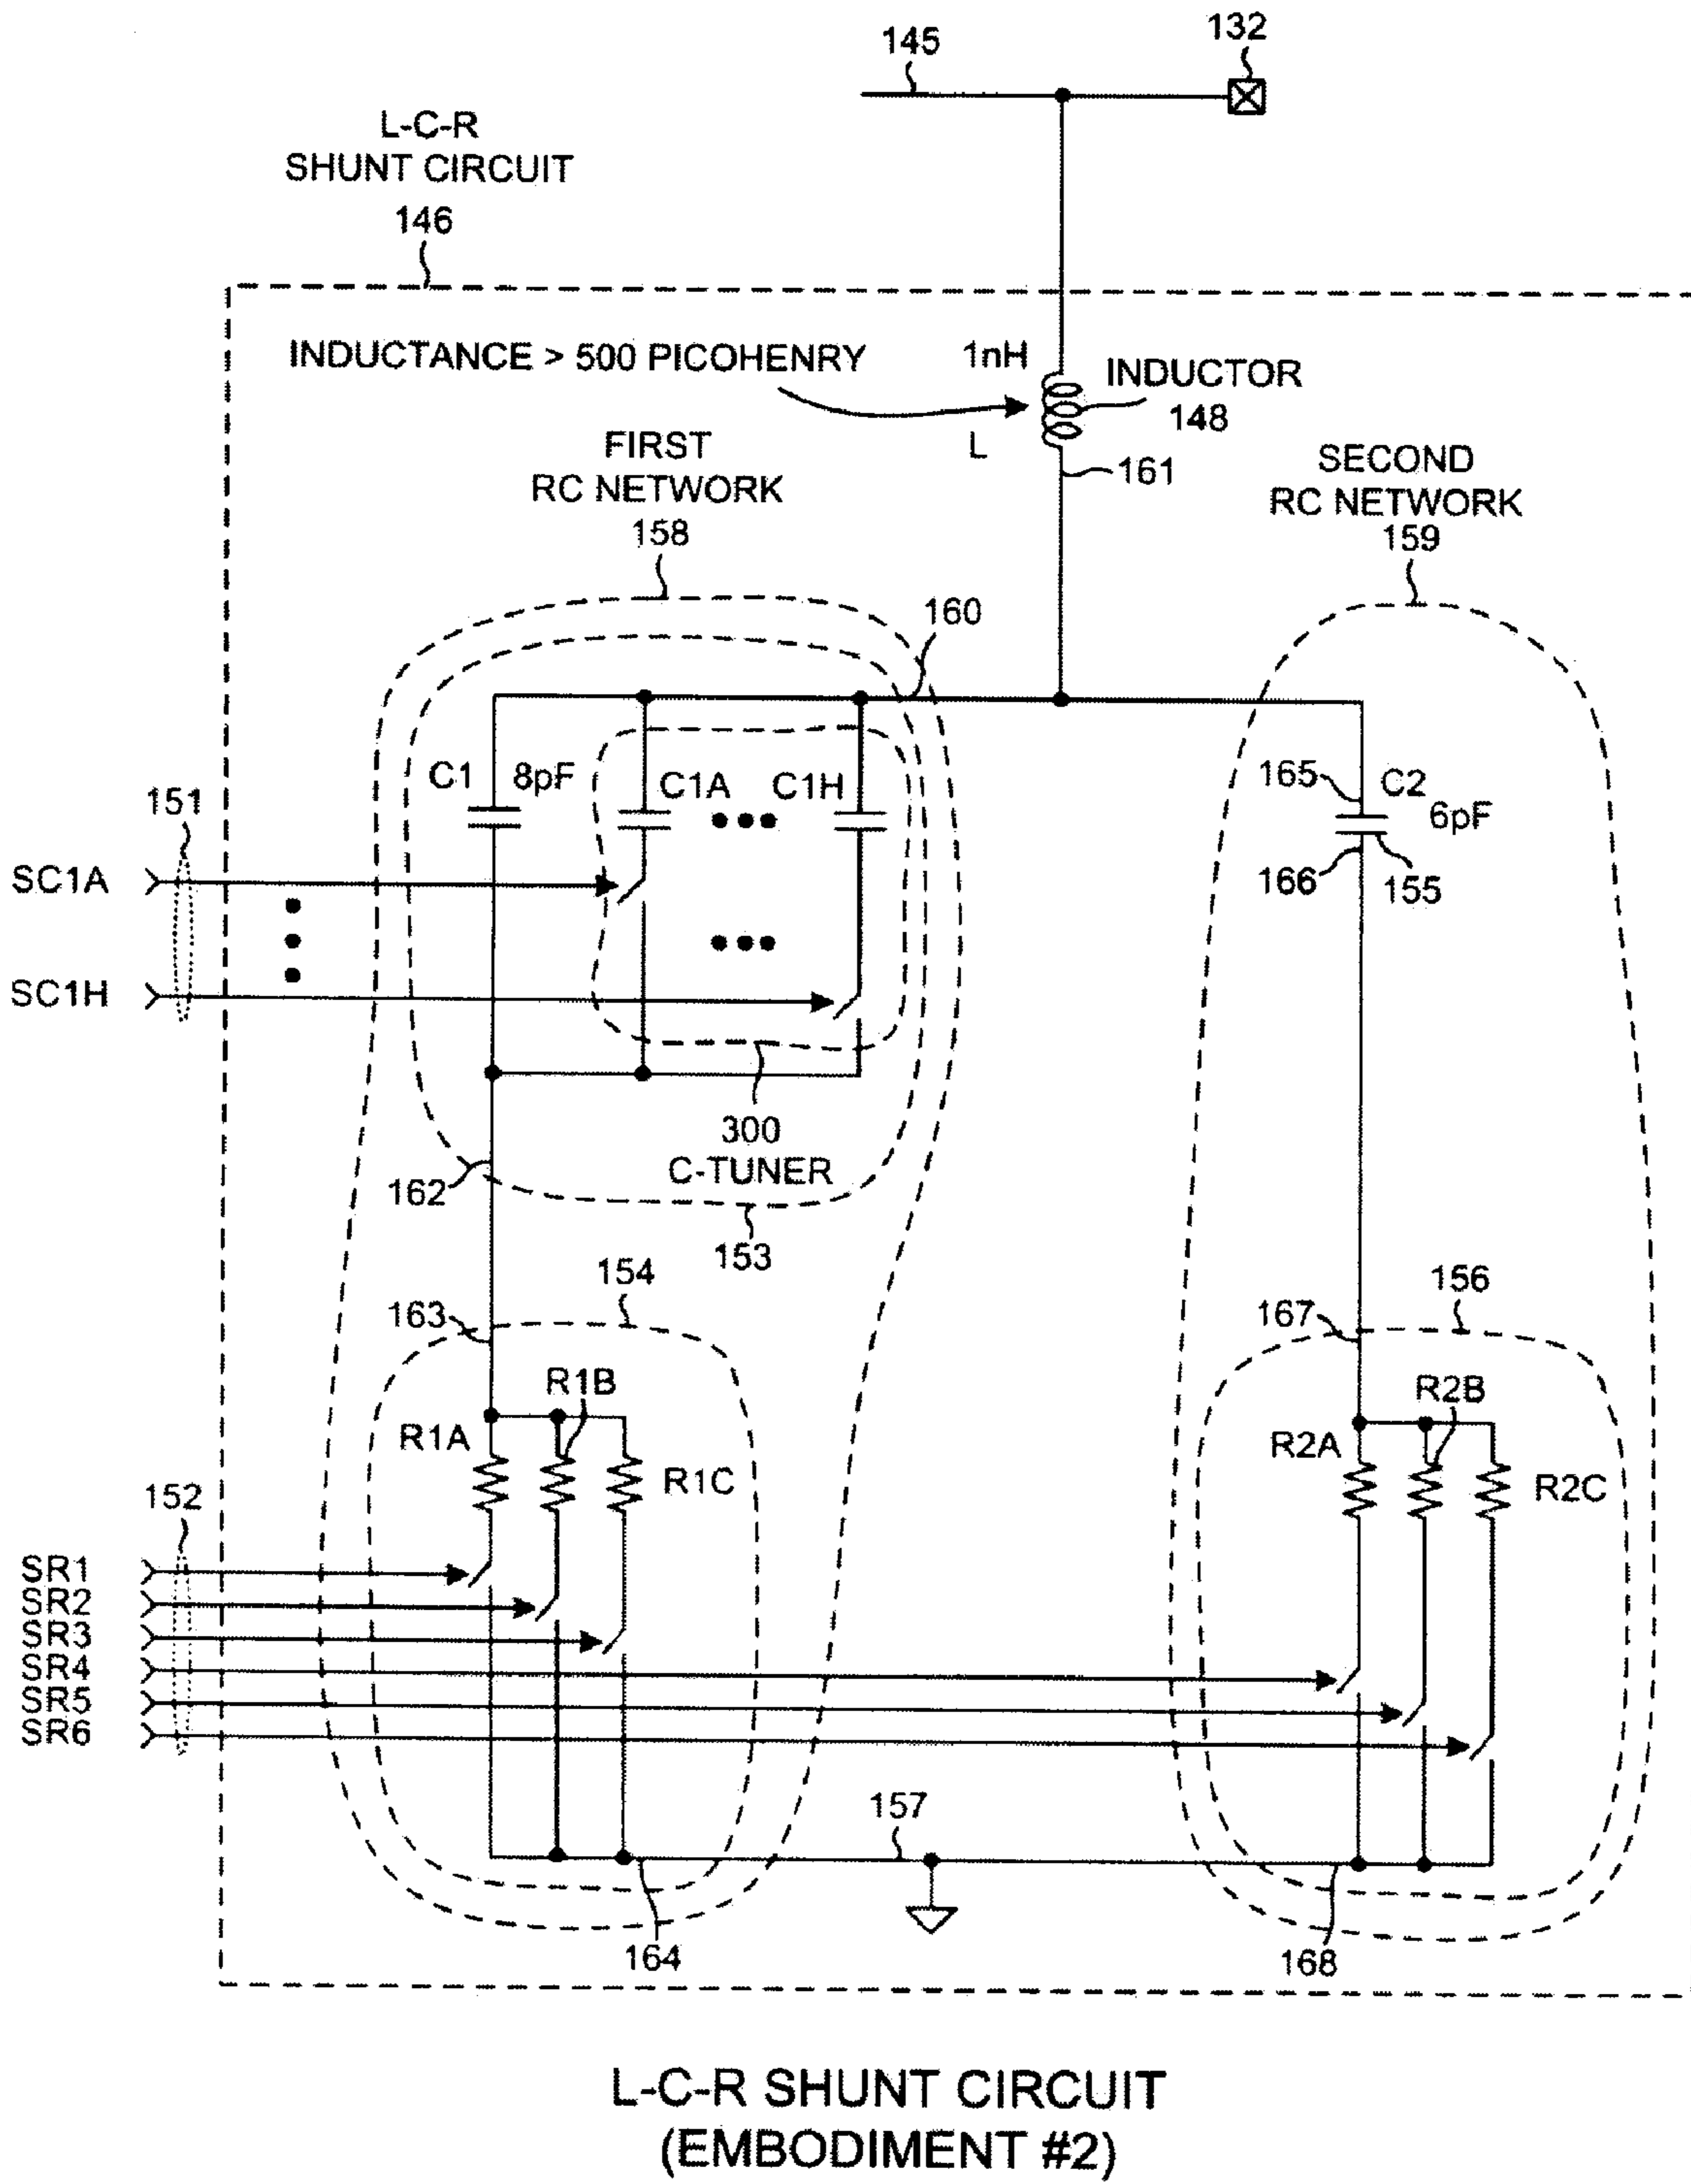 145
132
L-C-R
SHUNT CIRCUIT
146
INDUCTANCE > 500 PICOHENRY
1nH
INDUCTOR
148
L
161
FIRST
RC NETWORK
158
SECOND
RC NETWORK
159
160
C1
8pF
C1A
C1H
165
C2
6pF
151
SC1A
166
155
SC1H
300
C-TUNER
162
153
154
156
163
167
R1B
R2B
R1A
R2A
R1C
R2C
152
SR1
SR2
SR3
SR4
SR5
SR6
157
164
168
L-C-R SHUNT CIRCUIT
(EMBODIMENT #2)